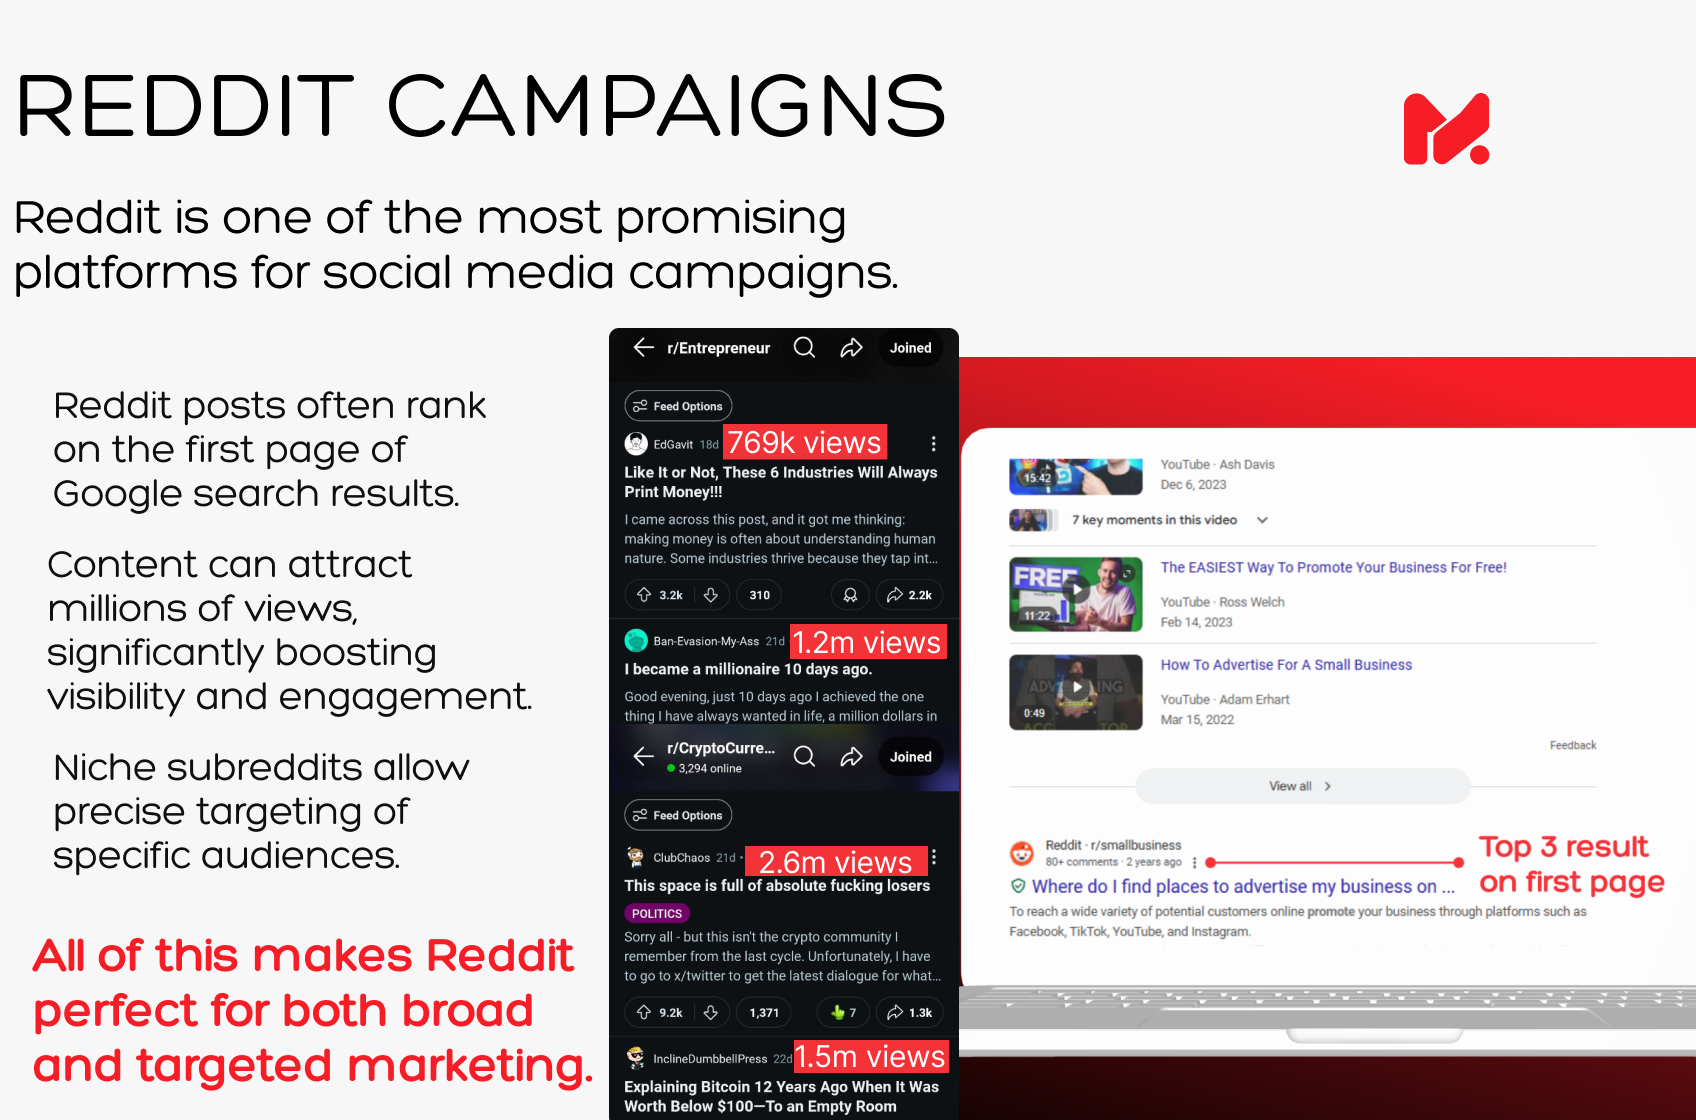 REDDIT CAMPAIGNS
Reddit is one of the most promising
platforms for social media campaigns.
Reddit posts often rank
on the first page of
Google search results.
Content can attract
millions of views,
significantly boosting
visibility and engagement.
Niche subreddits allow
precise targeting of
specific audiences.
All of this makes Reddit
perfect for both broad
and targeted marketing.
r/Entrepreneur
Joined
Feed Options
EdGavit 18d
769k views
Like It or Not, These 6 Industries Will Always
Print Money!!!
I came across this post, and it got me thinking:
making money is often about understanding human
nature. Some industries thrive because they tap int...
3.2k
310
2.2k
Ban-Evasion-My-Ass 21d
1.2m views
I became a millionaire 10 days ago.
Good evening, just 10 days ago I achieved the one
thing I have always wanted in life, a million dollars in
r/CryptoCurre...
3,294 online
Joined
Feed Options
ClubChaos 21d •
2.6m views
This space is full of absolute fucking losers
POLITICS
Sorry all - but this isn't the crypto community I
remember from the last cycle. Unfortunately, I have
to go to x/twitter to get the latest dialogue for what...
9.2k
1,371
7
1.3k
InclineDumbbellPress 22d
1.5m views
Explaining Bitcoin 12 Years Ago When It Was
Worth Below $100—To an Empty Room
15:42
YouTube · Ash Davis
Dec 6, 2023
7 key moments in this video
FREE
11:22
The EASIEST Way To Promote Your Business For Free!
YouTube · Ross Welch
Feb 14, 2023
0:49
How To Advertise For A Small Business
YouTube · Adam Erhart
Mar 15, 2022
Feedback
View all
Reddit · r/smallbusiness
80+ comments · 2 years ago
Where do I find places to advertise my business on ...
To reach a wide variety of potential customers online promote your business through platforms such as
Facebook, TikTok, YouTube, and Instagram.
Top 3 result
on first page